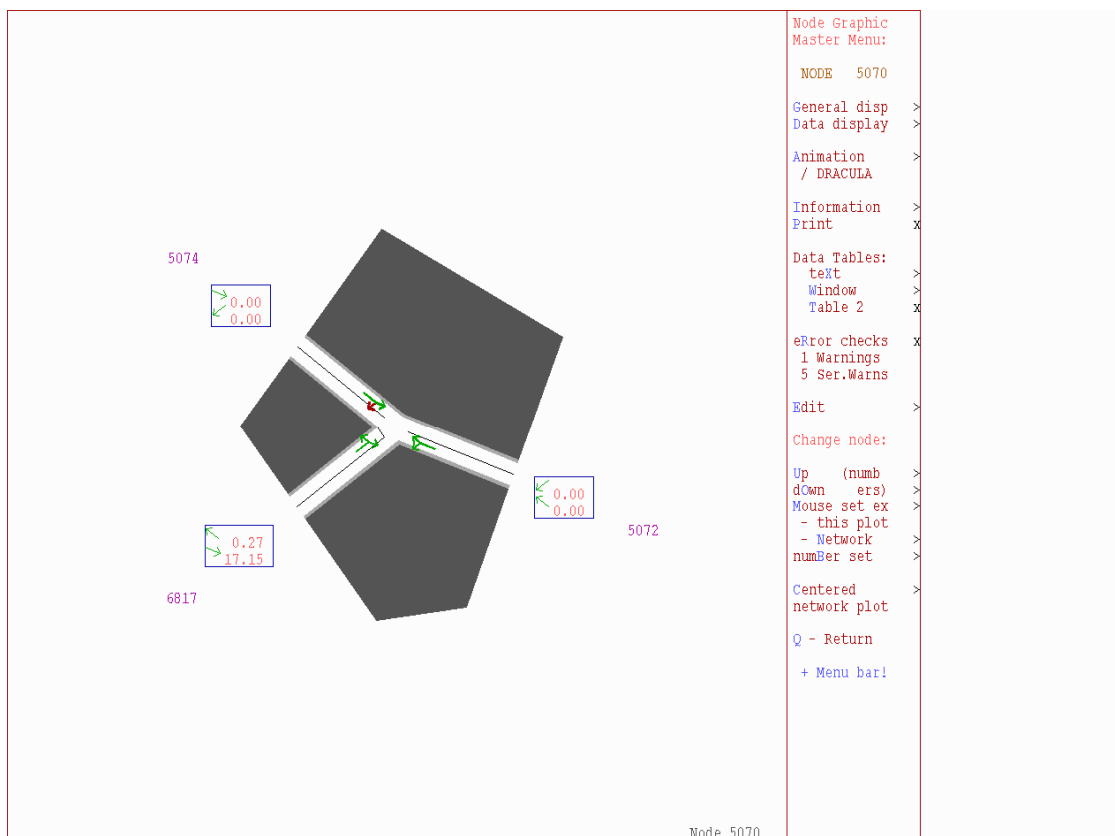 5074
0.00
0.00
0.27
17.15
6817
0.00
0.00
5072
Node 5070
Node Graphic
Master Menu:
NODE 5070
General disp >
Data display >
Animation >
/ DRACULA
Information >
Print x
Data Tables:
teXt >
Window >
Table 2 x
eRror checks x
1 Warnings
5 Ser.Warns
Edit >
Change node:
Up (numb >
dOwn ers) >
Mouse set ex >
- this plot
- Network >
numBer set >
Centered >
network plot
Q - Return
+ Menu bar!